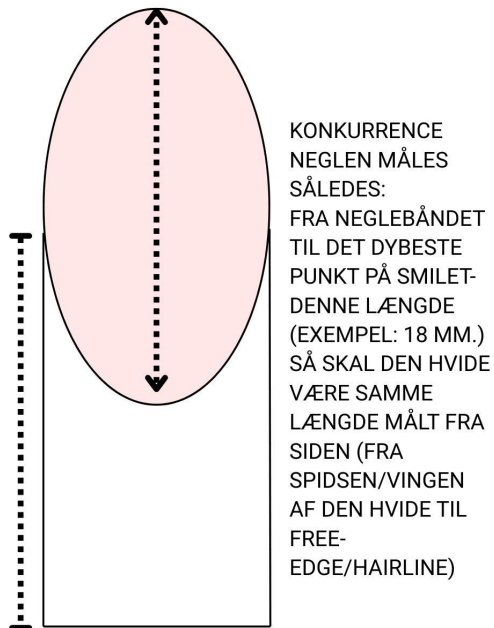 KONKURRENCE
NEGLEN MÅLES
SÅLEDES:
FRA NEGLEBÅNDET
TIL DET DYBESTE
PUNKT PÅ SMILET-
DENNE LÆNGDE
(EXEMPEL: 18 MM.)
SÅ SKAL DEN HVIDE
VÆRE SAMME
LÆNGDE MÅLT FRA
SIDEN (FRA
SPIDSEN/VINGEN
AF DEN HVIDE TIL
FREE-
EDGE/HAIRLINE)